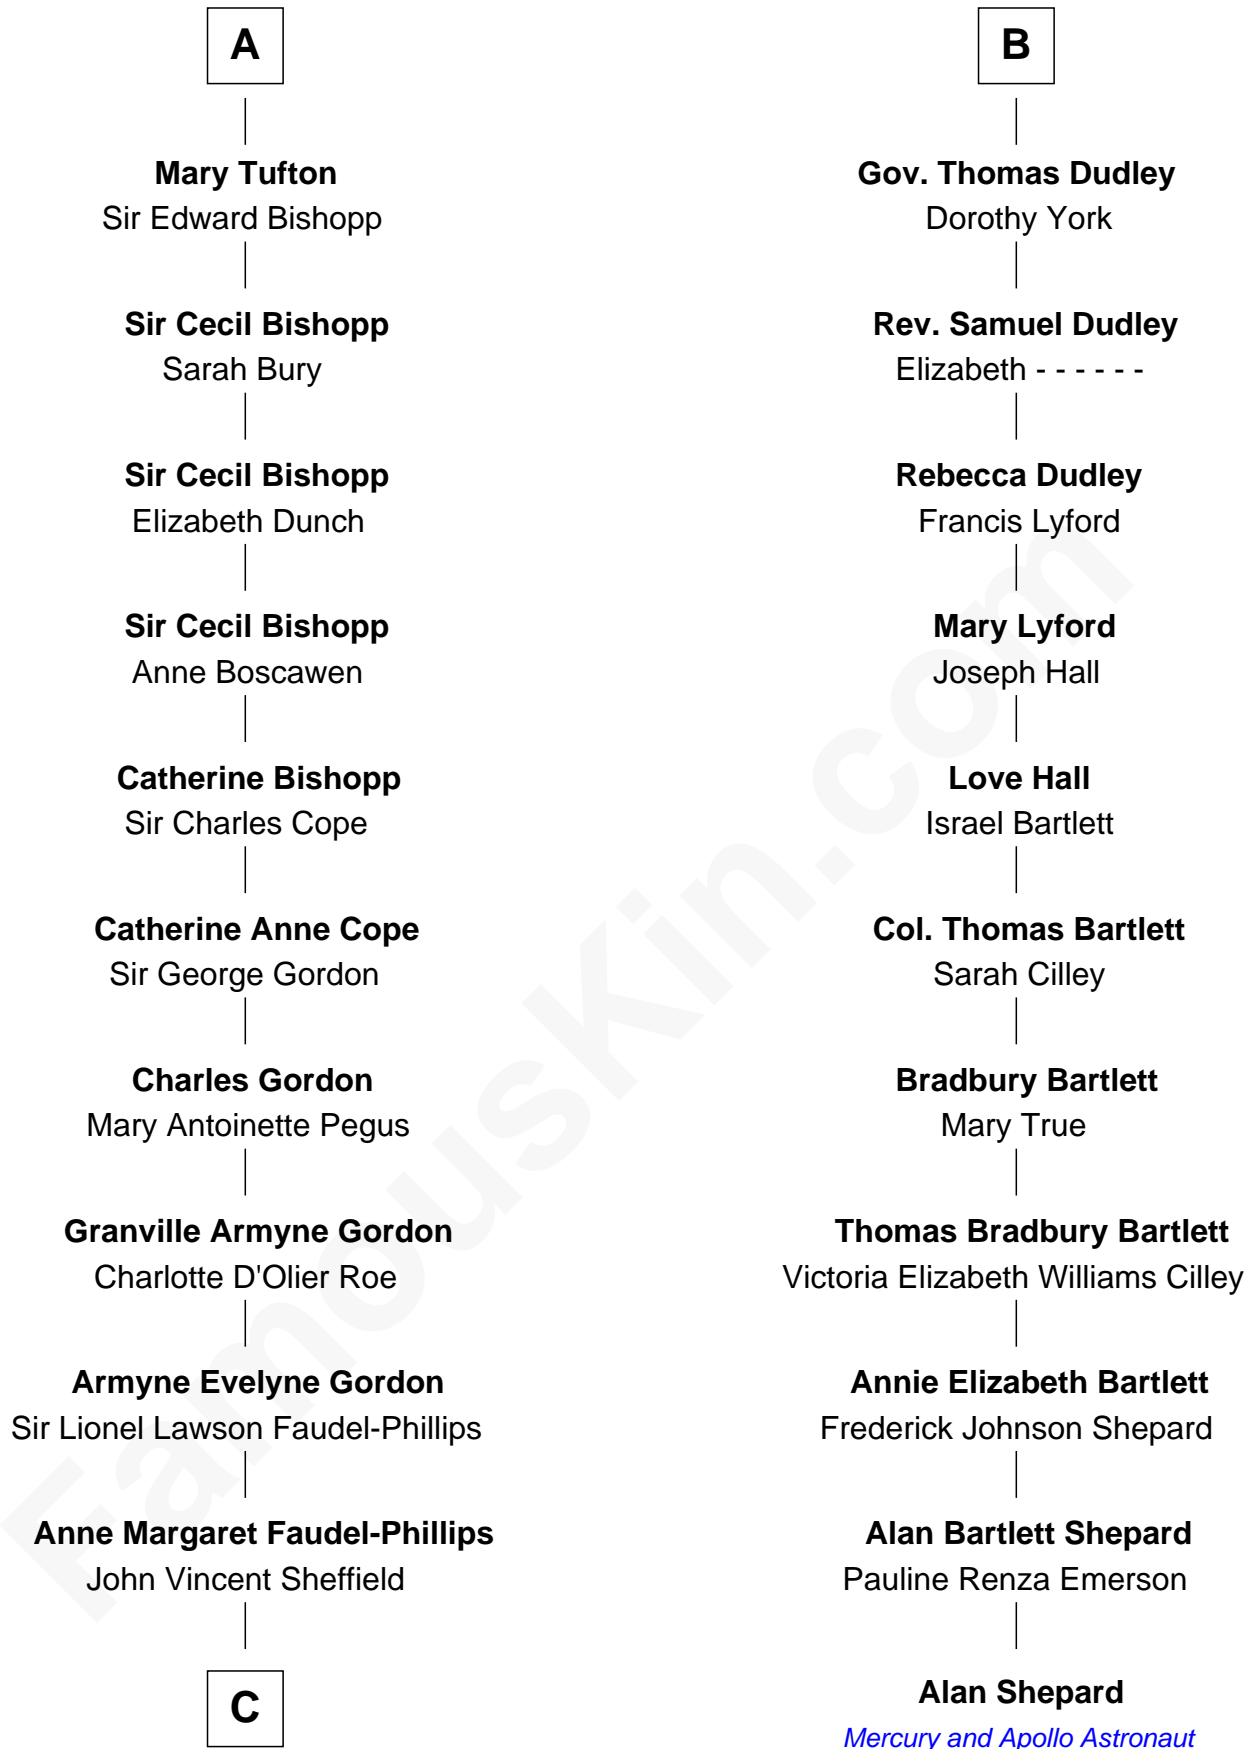 A
Mary Tufton
Sir Edward Bishopp
Sir Cecil Bishopp
Sarah Bury
Sir Cecil Bishopp
Elizabeth Dunch
Sir Cecil Bishopp
Anne Boscawen
Catherine Bishopp
Sir Charles Cope
Catherine Anne Cope
Sir George Gordon
Charles Gordon
Mary Antoinette Pegus
Granville Armyne Gordon
Charlotte D'Olier Roe
Armyne Evelyne Gordon
Sir Lionel Lawson Faudel-Phillips
Anne Margaret Faudel-Phillips
John Vincent Sheffield
C
B
Gov. Thomas Dudley
Dorothy York
Rev. Samuel Dudley
Elizabeth - - - - - -
Rebecca Dudley
Francis Lyford
Mary Lyford
Joseph Hall
Love Hall
Israel Bartlett
Col. Thomas Bartlett
Sarah Cilley
Bradbury Bartlett
Mary True
Thomas Bradbury Bartlett
Victoria Elizabeth Williams Cilley
Annie Elizabeth Bartlett
Frederick Johnson Shepard
Alan Bartlett Shepard
Pauline Renza Emerson
Alan Shepard
Mercury and Apollo Astronaut
FamousKin.com